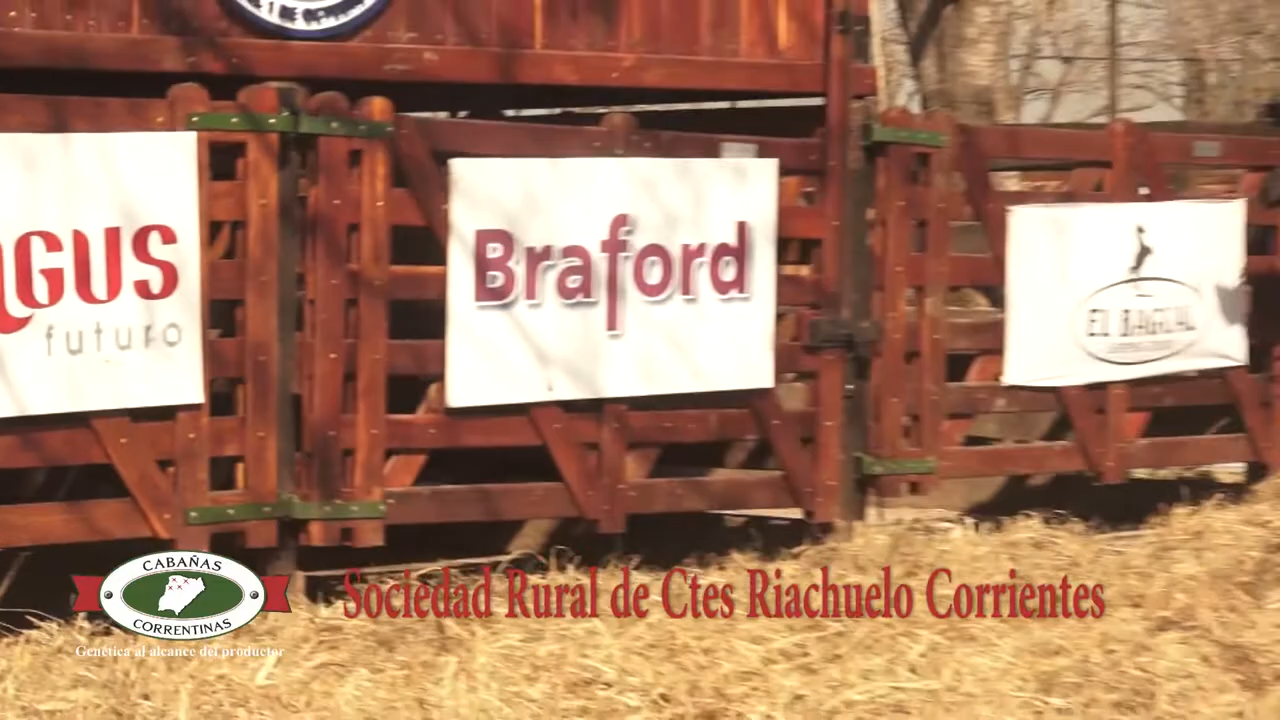 AGUS
futuro
Braford
EL BAGUAL
CABAÑAS
CORRENTINAS
Genética al alcance del productor
Sociedad Rural de Ctes Riachuelo Corrientes